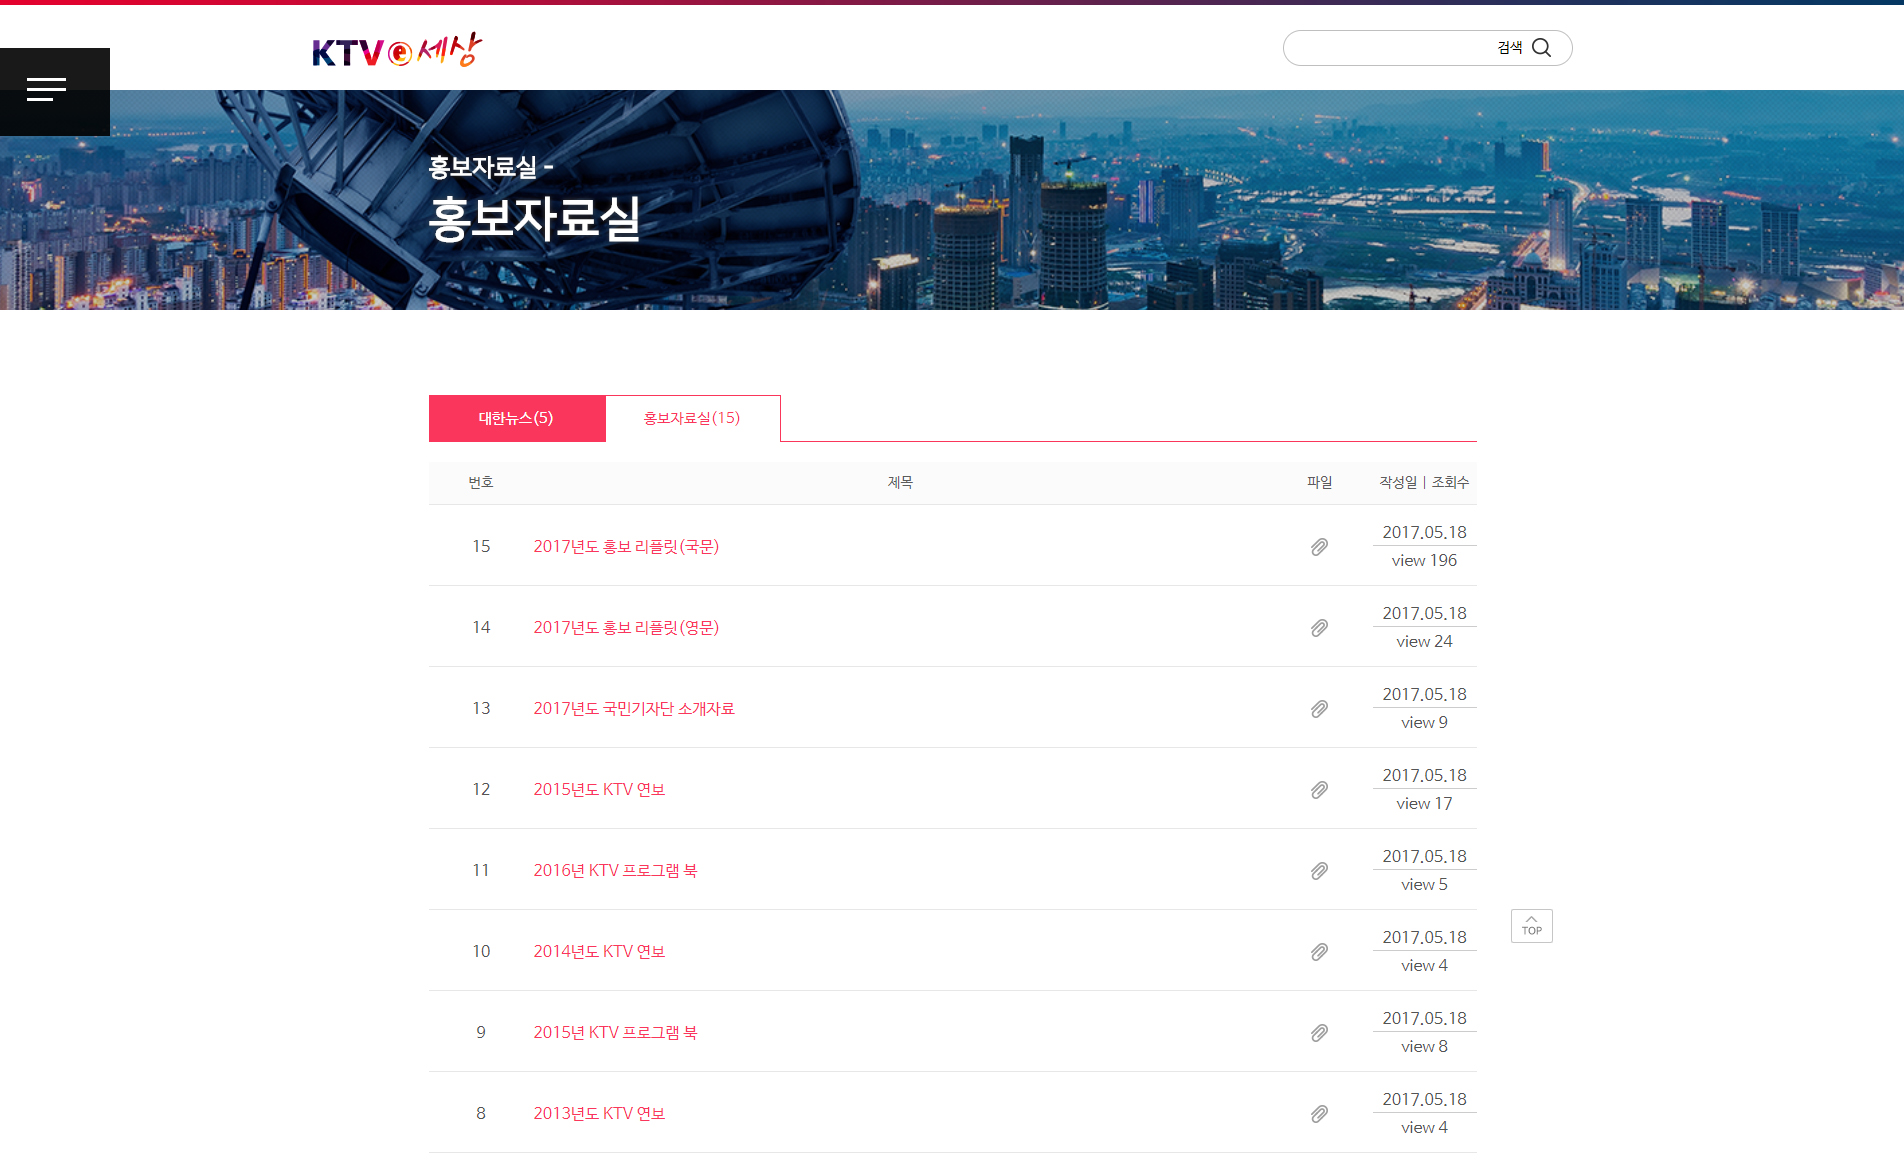 KTV e 세상
검색
홍보자료실 -
홍보자료실
대한뉴스(5) 홍보자료실(15)
번호 제목 파일 작성일 | 조회수
15 2017년도 홍보 리플릿(국문) 2017.05.18
view 196
14 2017년도 홍보 리플릿(영문) 2017.05.18
view 24
13 2017년도 국민기자단 소개자료 2017.05.18
view 9
12 2015년도 KTV 연보 2017.05.18
view 17
11 2016년 KTV 프로그램 북 2017.05.18
view 5
TOP
10 2014년도 KTV 연보 2017.05.18
view 4
9 2015년 KTV 프로그램 북 2017.05.18
view 8
8 2013년도 KTV 연보 2017.05.18
view 4